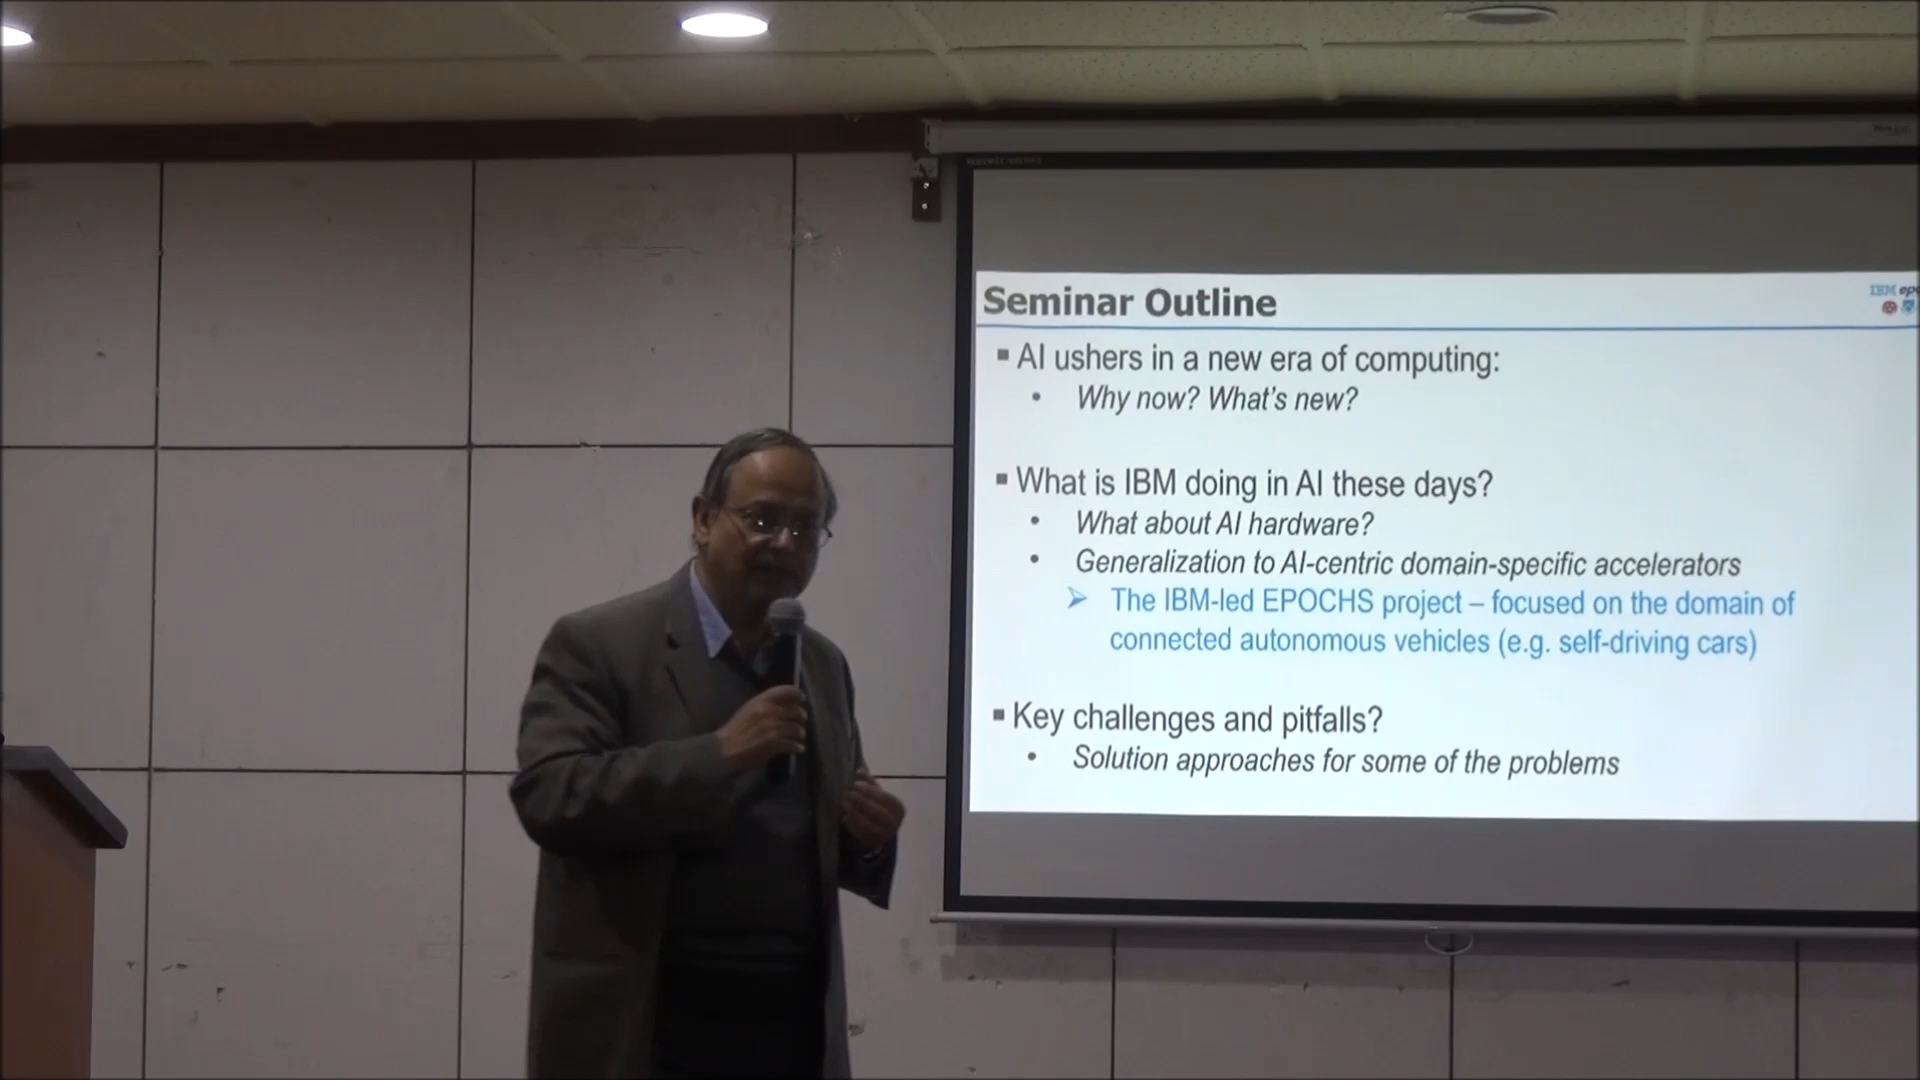 Seminar Outline
IBM epo
▪ AI ushers in a new era of computing:
• Why now? What's new?
▪ What is IBM doing in AI these days?
• What about AI hardware?
• Generalization to AI-centric domain-specific accelerators
➢ The IBM-led EPOCHS project – focused on the domain of
connected autonomous vehicles (e.g. self-driving cars)
▪ Key challenges and pitfalls?
• Solution approaches for some of the problems